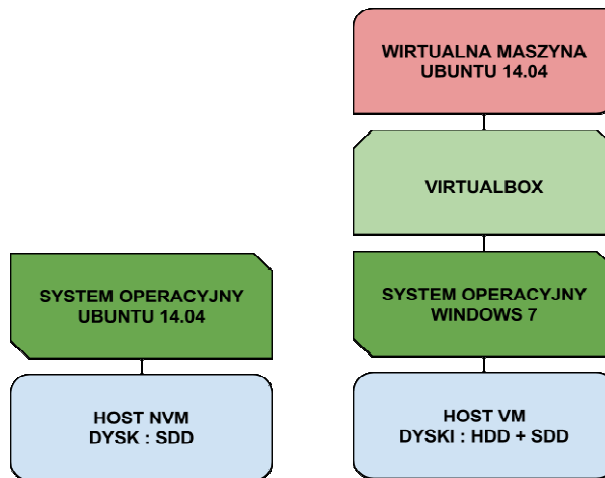 WIRTUALNA MASZYNA
UBUNTU 14.04
VIRTUALBOX
SYSTEM OPERACYJNY
UBUNTU 14.04
SYSTEM OPERACYJNY
WINDOWS 7
HOST NVM
DYSK : SDD
HOST VM
DYSKI : HDD + SDD